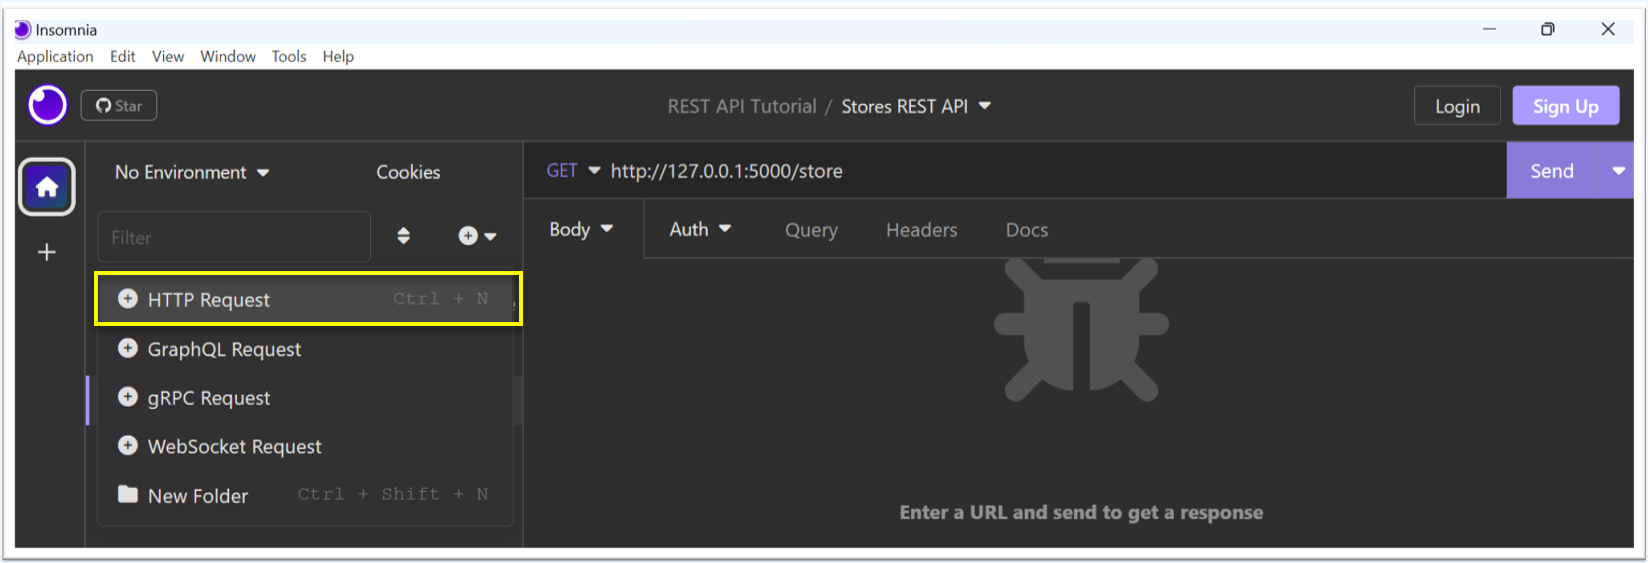 Insomnia
Application Edit View Window Tools Help
Star REST API Tutorial / Stores REST API Login Sign Up
No Environment Cookies GET http://127.0.0.1:5000/store Send
Filter Body Auth Query Headers Docs
HTTP Request Ctrl + N
GraphQL Request
gRPC Request
WebSocket Request
New Folder Ctrl + Shift + N
Enter a URL and send to get a response